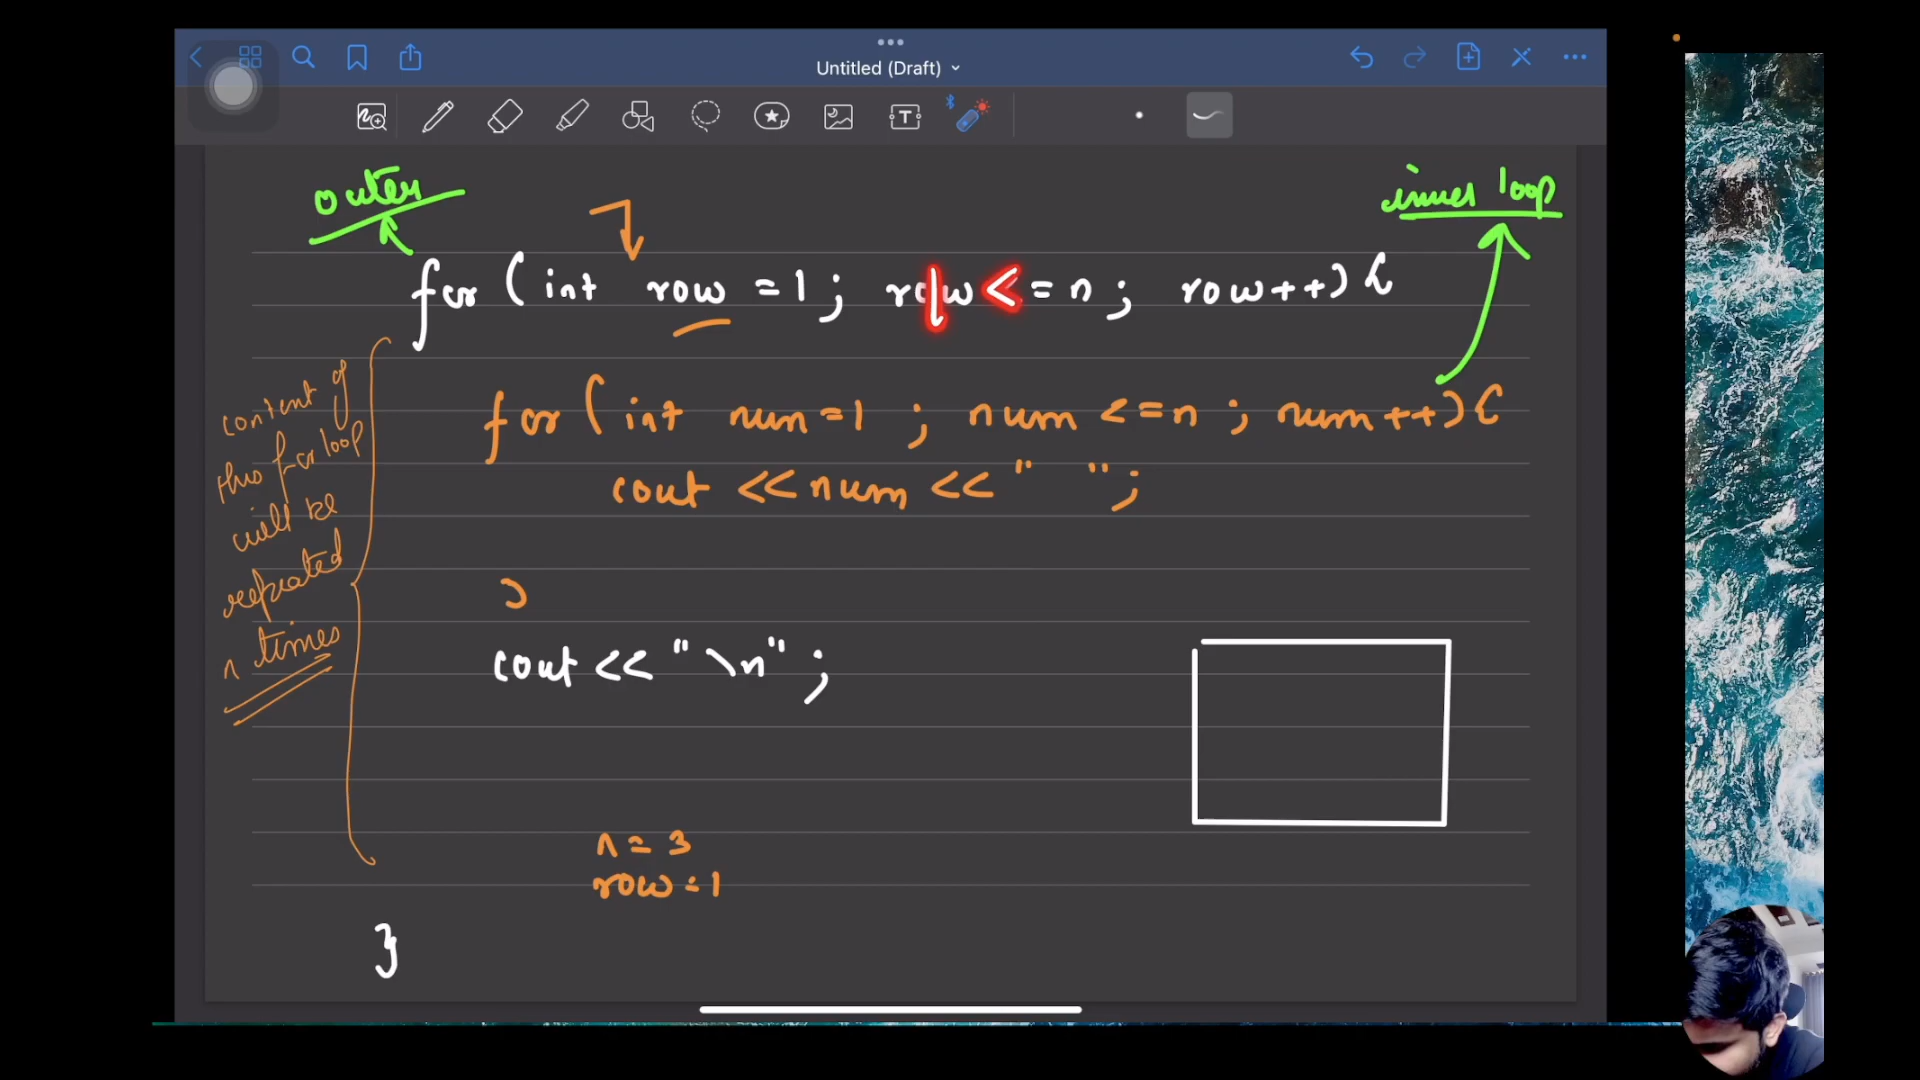 Untitled (Draft)
outer
inner loop
for ( int row = 1 ; row <= n ; row++) {
for ( int num = 1 ; num <= n ; num++) {
cout << num << " " ;
}
cout << "\n" ;
content of
this for loop
will be
repeated
n times
n = 3
row = 1
}